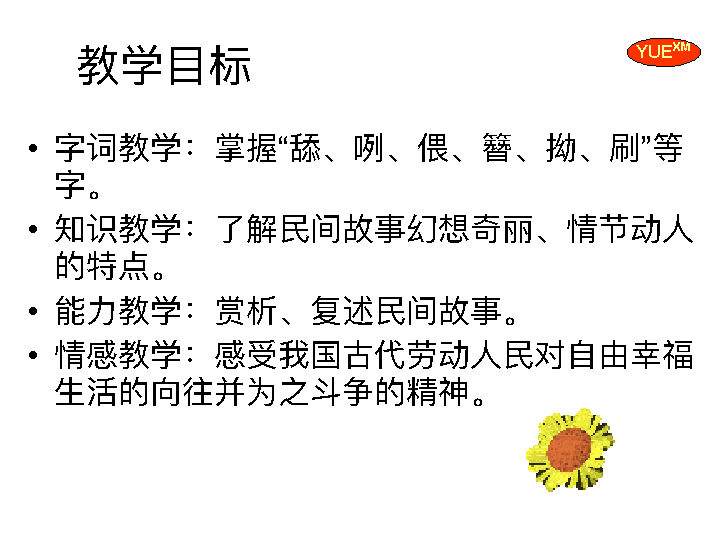 教学目标
YUEXM
• 字词教学：掌握“舔、咧、偎、簪、拗、刷”等
字。
• 知识教学：了解民间故事幻想奇丽、情节动人
的特点。
• 能力教学：赏析、复述民间故事。
• 情感教学：感受我国古代劳动人民对自由幸福
生活的向往并为之斗争的精神。